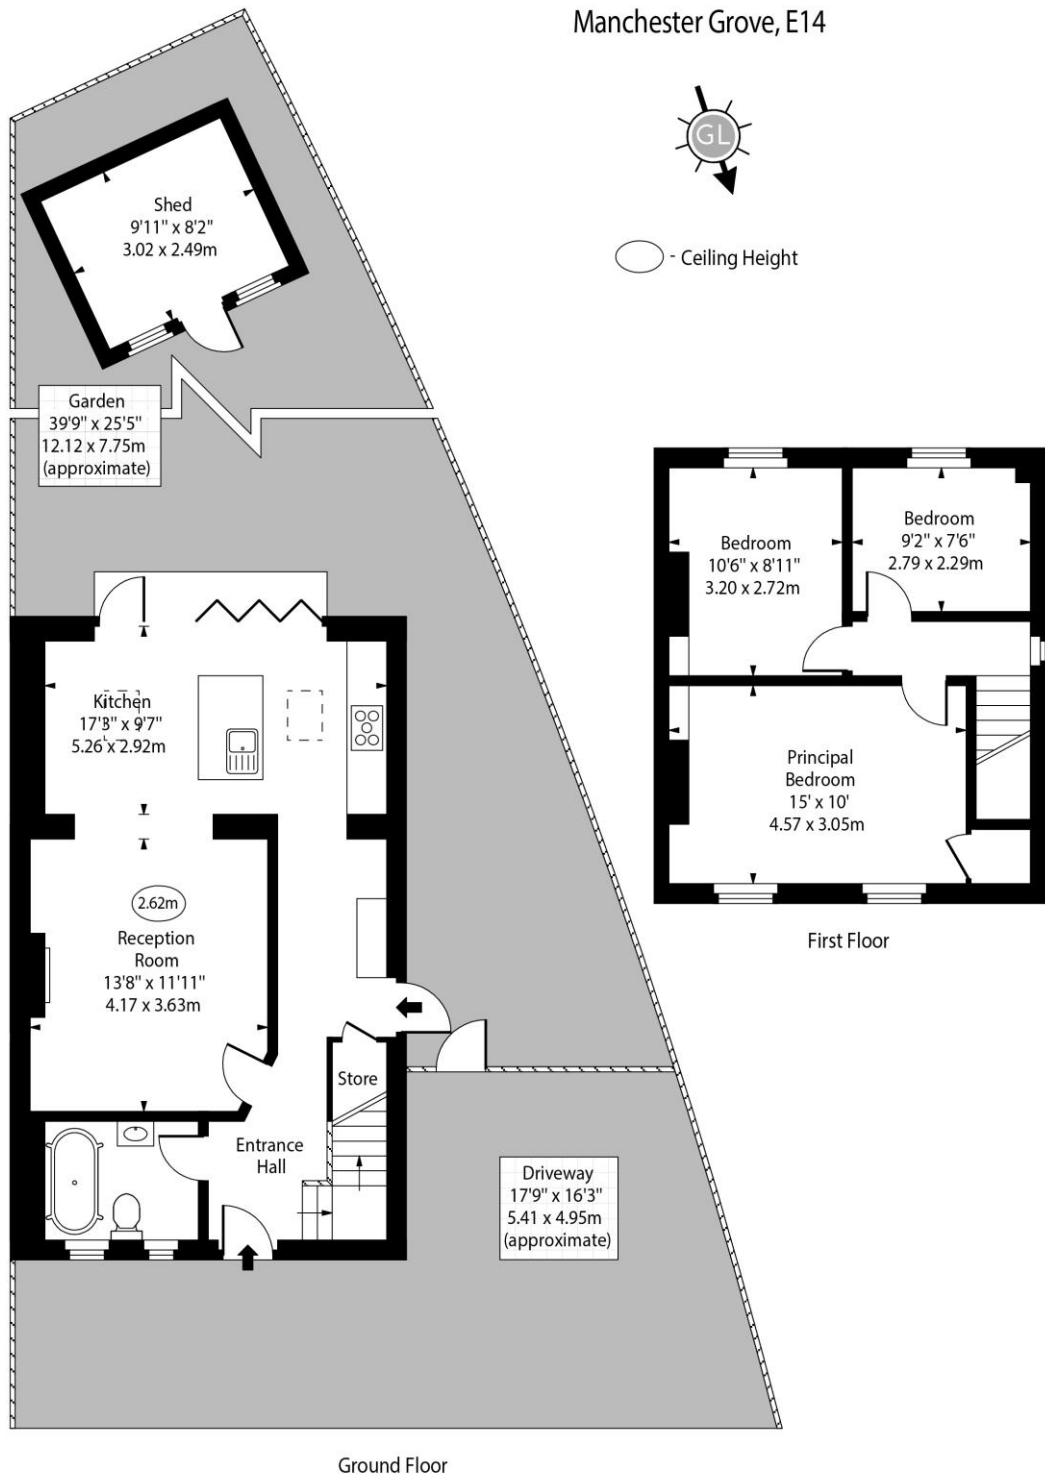 Manchester Grove, E14
GL
- Ceiling Height
Shed
9'11" x 8'2"
3.02 x 2.49m
Garden
39'9" x 25'5"
12.12 x 7.75m
(approximate)
Kitchen
17'3" x 9'7"
5.26 x 2.92m
2.62m
Reception
Room
13'8" x 11'11"
4.17 x 3.63m
Store
Entrance
Hall
Driveway
17'9" x 16'3"
5.41 x 4.95m
(approximate)
Ground Floor
Bedroom
10'6" x 8'11"
3.20 x 2.72m
Bedroom
9'2" x 7'6"
2.79 x 2.29m
Principal
Bedroom
15' x 10'
4.57 x 3.05m
First Floor